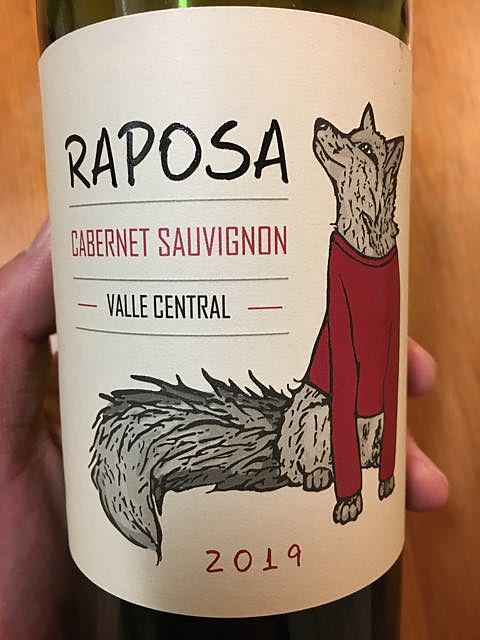 RAPOSA
CABERNET SAUVIGNON
— VALLE CENTRAL —
2019